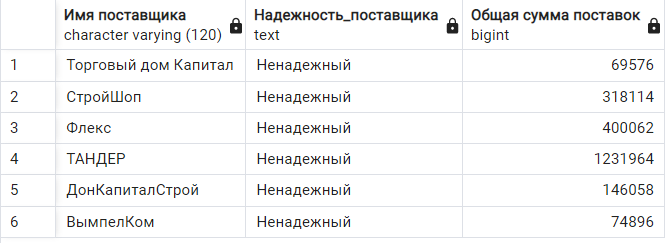 Имя поставщика Надежность_поставщика Общая сумма поставок
character varying (120) text bigint
1 Торговый дом Капитал Ненадежный 69576
2 СтройШоп Ненадежный 318114
3 Флекс Ненадежный 400062
4 ТАНДЕР Ненадежный 1231964
5 ДонКапиталСтрой Ненадежный 146058
6 ВымпелКом Ненадежный 74896